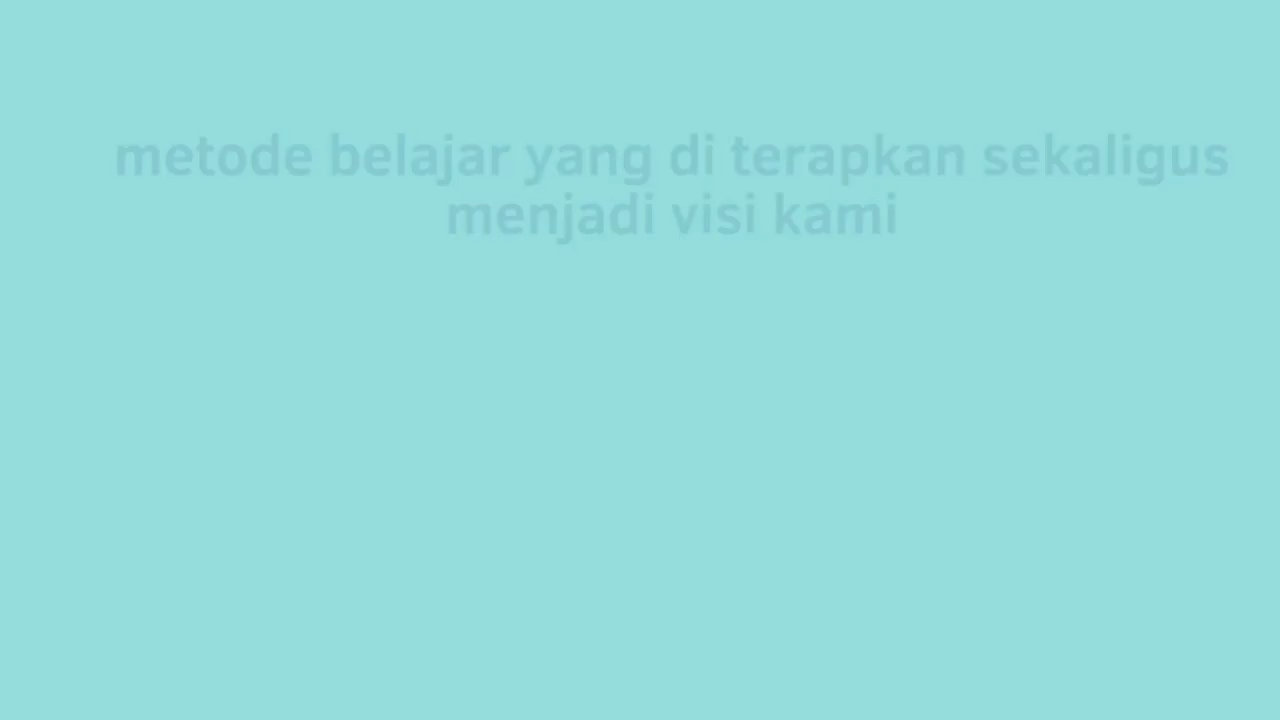 metode belajar yang di terapkan sekaligus
menjadi visi kami